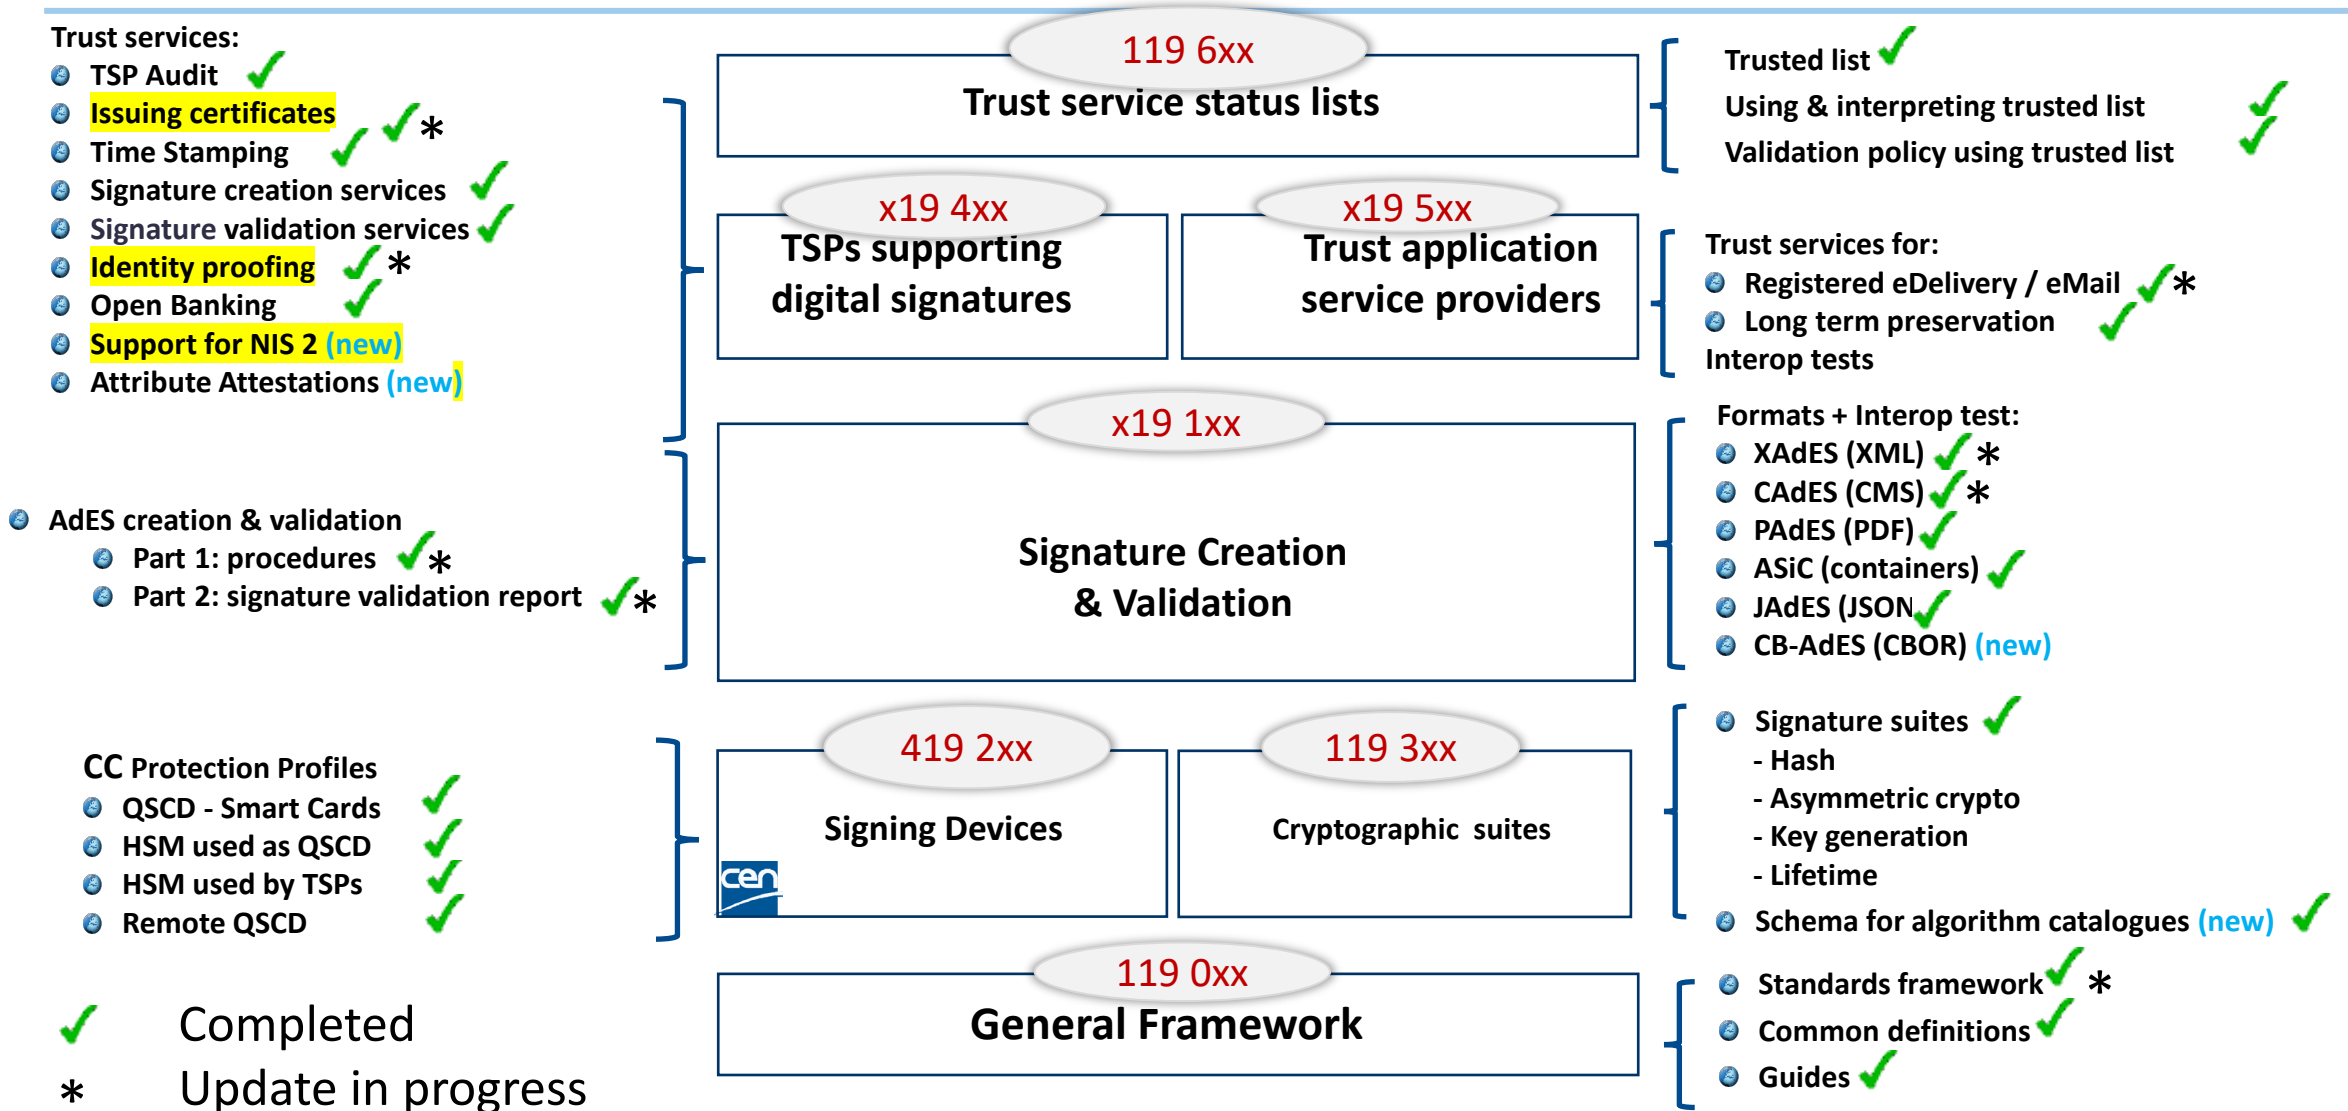 Trust services:
TSP Audit
Issuing certificates
*
Time Stamping
Signature creation services
Signature validation services
Identity proofing *
Open Banking
Support for NIS 2 (new)
Attribute Attestations (new)
AdES creation & validation
Part 1: procedures *
Part 2: signature validation report *
CC Protection Profiles
QSCD - Smart Cards
HSM used as QSCD
HSM used by TSPs
Remote QSCD
Completed
* Update in progress
119 6xx
Trust service status lists
x19 4xx
TSPs supporting
digital signatures
x19 5xx
Trust application
service providers
x19 1xx
Signature Creation
& Validation
419 2xx
Signing Devices
cen
119 3xx
Cryptographic suites
119 0xx
General Framework
Trusted list
Using & interpreting trusted list
Validation policy using trusted list
Trust services for:
Registered eDelivery / eMail *
Long term preservation
Interop tests
Formats + Interop test:
XAdES (XML) *
CAdES (CMS) *
PAdES (PDF)
ASiC (containers)
JAdES (JSON
CB-AdES (CBOR) (new)
Signature suites
- Hash
- Asymmetric crypto
- Key generation
- Lifetime
Schema for algorithm catalogues (new)
Standards framework *
Common definitions
Guides